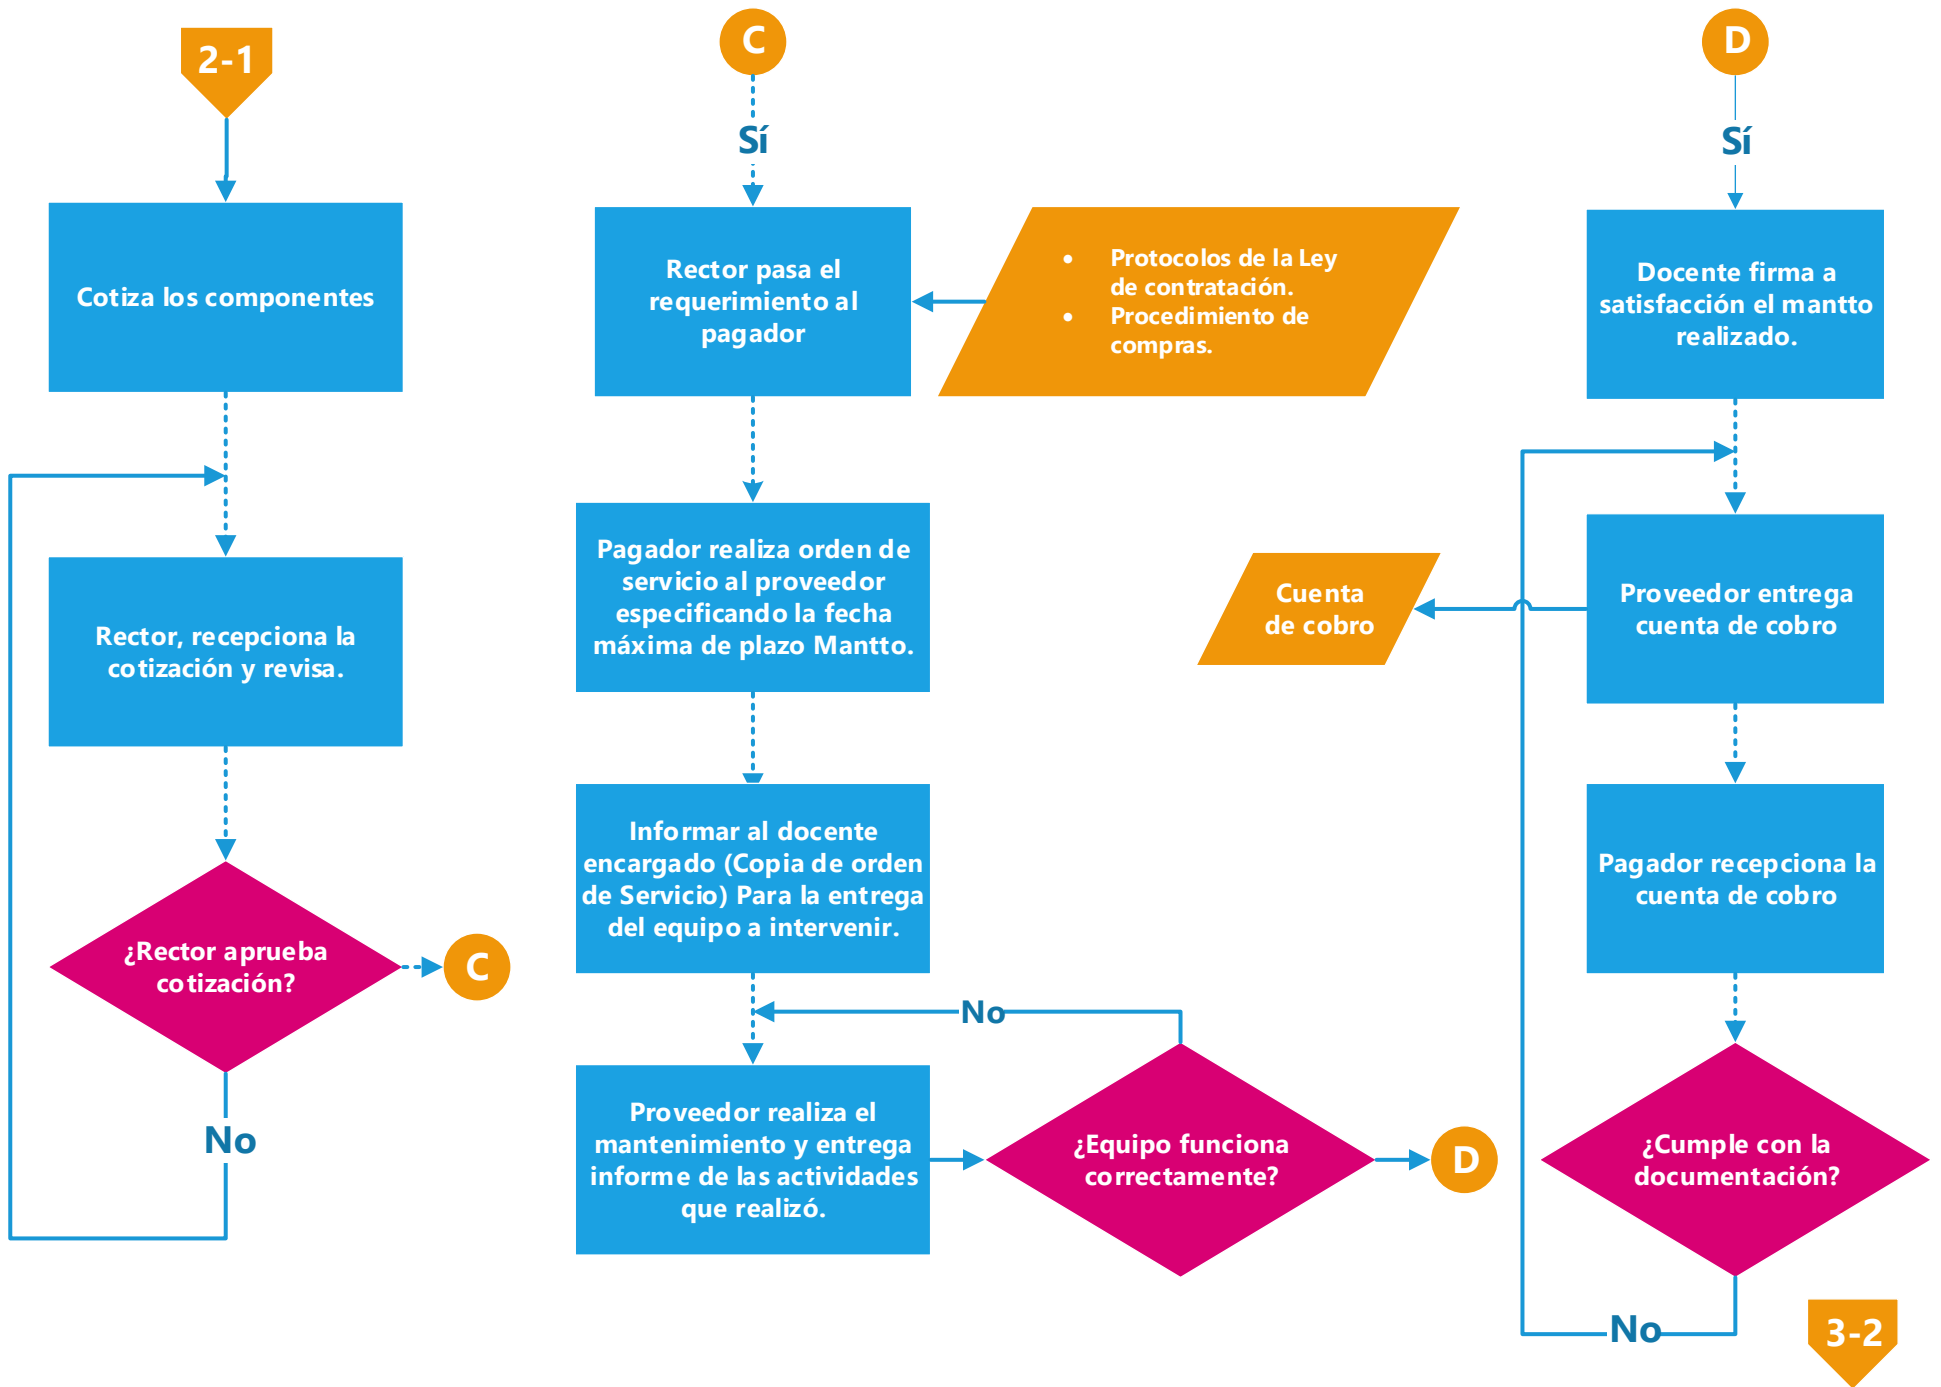 2-1
Cotiza los componentes
Rector, recepciona la
cotización y revisa.
¿Rector aprueba
cotización?
C
No
C
Sí
Rector pasa el
requerimiento al
pagador
• Protocolos de la Ley
de contratación.
• Procedimiento de
compras.
Pagador realiza orden de
servicio al proveedor
especificando la fecha
máxima de plazo Mantto.
Informar al docente
encargado (Copia de orden
de Servicio) Para la entrega
del equipo a intervenir.
No
Proveedor realiza el
mantenimiento y entrega
informe de las actividades
que realizó.
¿Equipo funciona
correctamente?
D
D
Sí
Docente firma a
satisfacción el mantto
realizado.
Proveedor entrega
cuenta de cobro
Cuenta
de cobro
Pagador recepciona la
cuenta de cobro
¿Cumple con la
documentación?
No
3-2